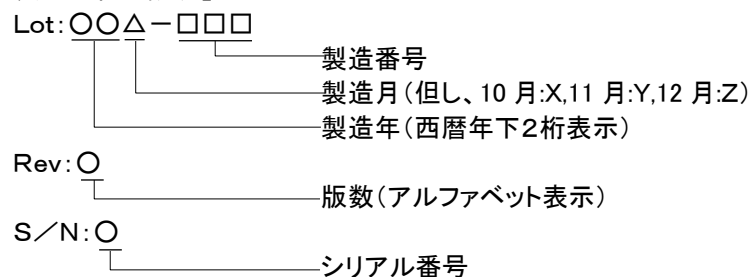 Lot:○○△－□□□
製造番号
製造月(但し、10 月:X,11 月:Y,12 月:Z)
製造年(西暦年下2桁表示)
Rev:○
版数(アルファベット表示)
S／N:○
シリアル番号